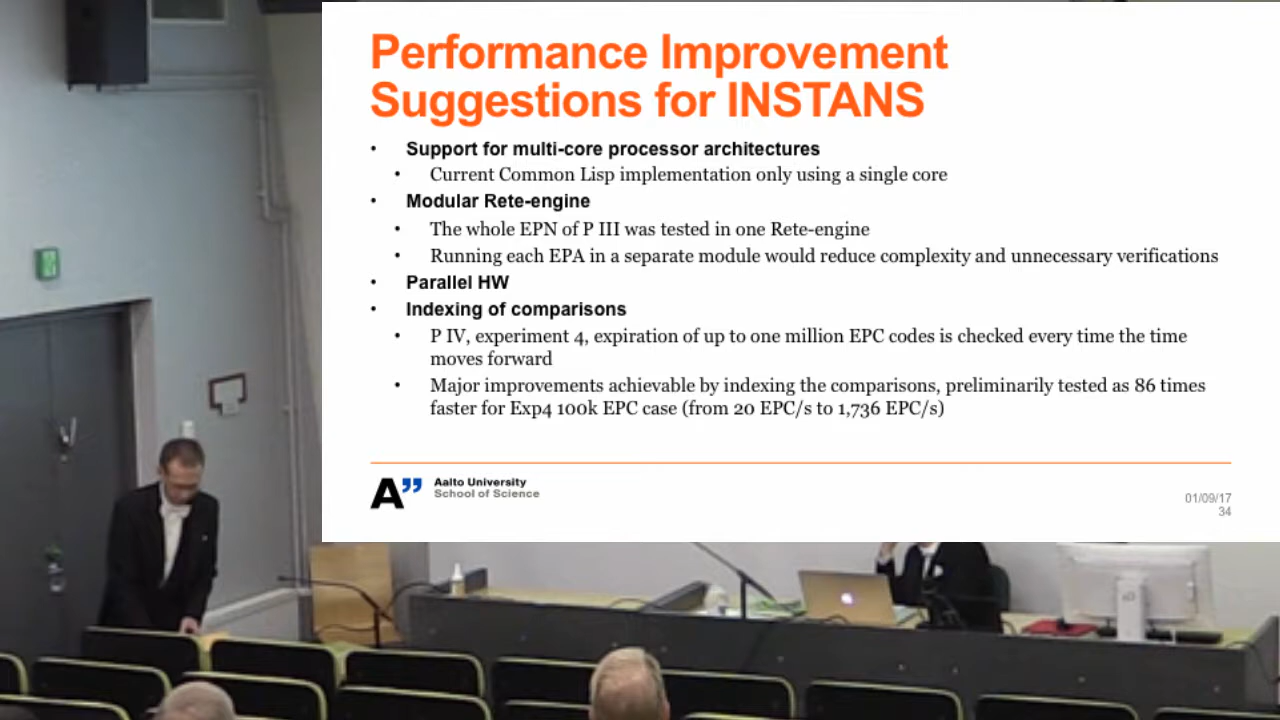 Performance Improvement
Suggestions for INSTANS
• Support for multi-core processor architectures
• Current Common Lisp implementation only using a single core
• Modular Rete-engine
• The whole EPN of P III was tested in one Rete-engine
• Running each EPA in a separate module would reduce complexity and unnecessary verifications
• Parallel HW
• Indexing of comparisons
• P IV, experiment 4, expiration of up to one million EPC codes is checked every time the time
moves forward
• Major improvements achievable by indexing the comparisons, preliminarily tested as 86 times
faster for Exp4 100k EPC case (from 20 EPC/s to 1,736 EPC/s)
A”
Aalto University
School of Science
01/09/17
34